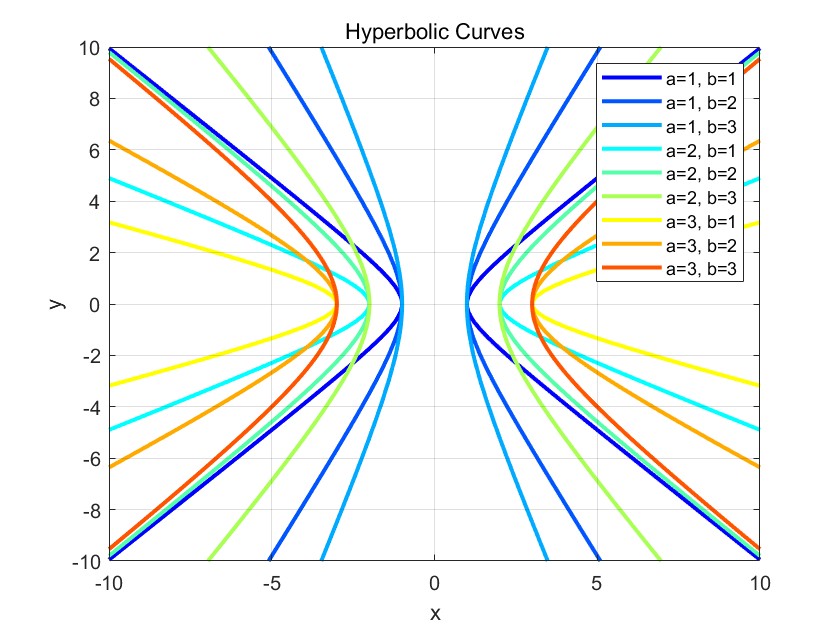 Hyperbolic Curves
10
8
6
4
2
0
-2
-4
-6
-8
-10
y
a=1, b=1
a=1, b=2
a=1, b=3
a=2, b=1
a=2, b=2
a=2, b=3
a=3, b=1
a=3, b=2
a=3, b=3
-10 -5 0 5 10
x